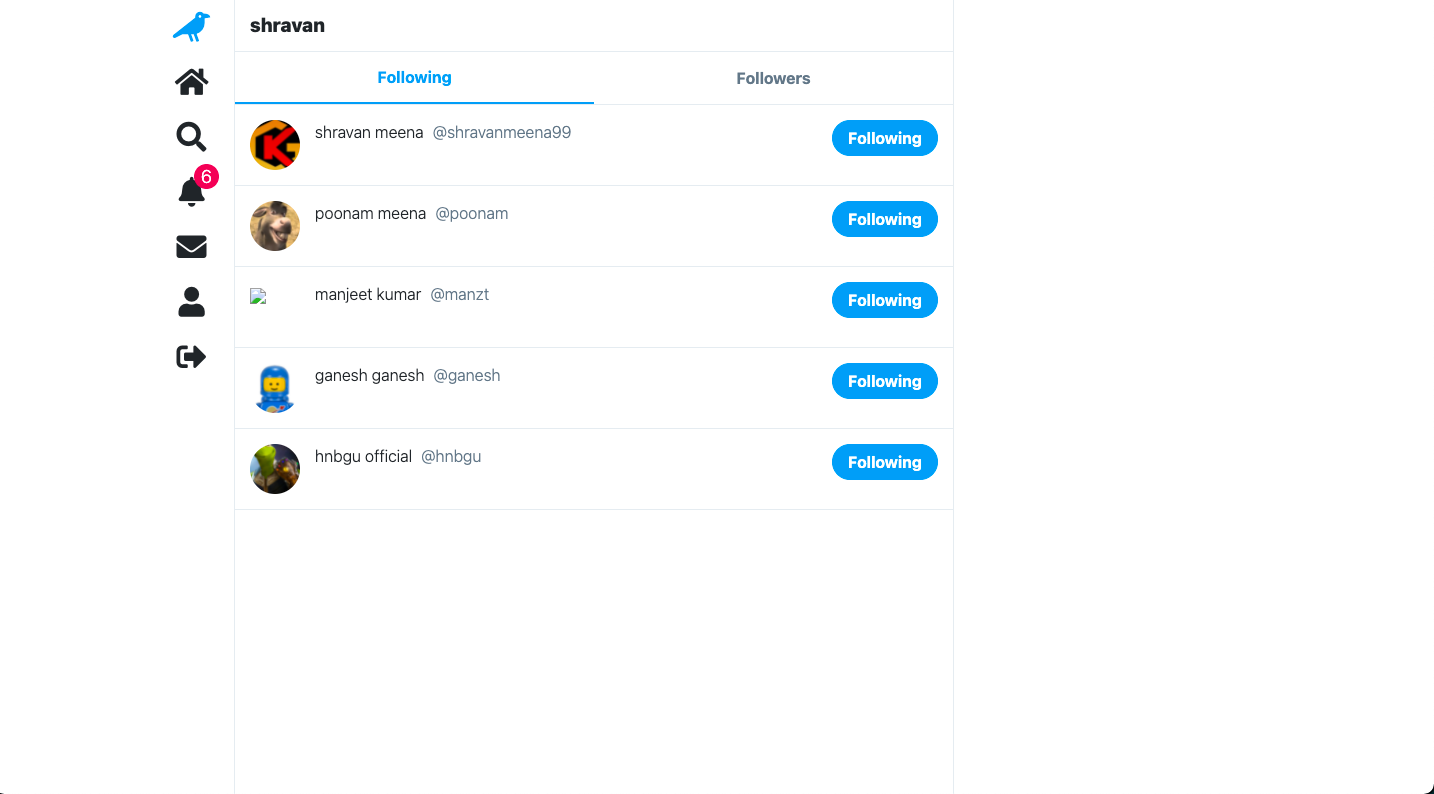 shravan
Following Followers
6
shravan meena @shravanmeena99 Following
poonam meena @poonam Following
manjeet kumar @manzt Following
ganesh ganesh @ganesh Following
hnbgu official @hnbgu Following